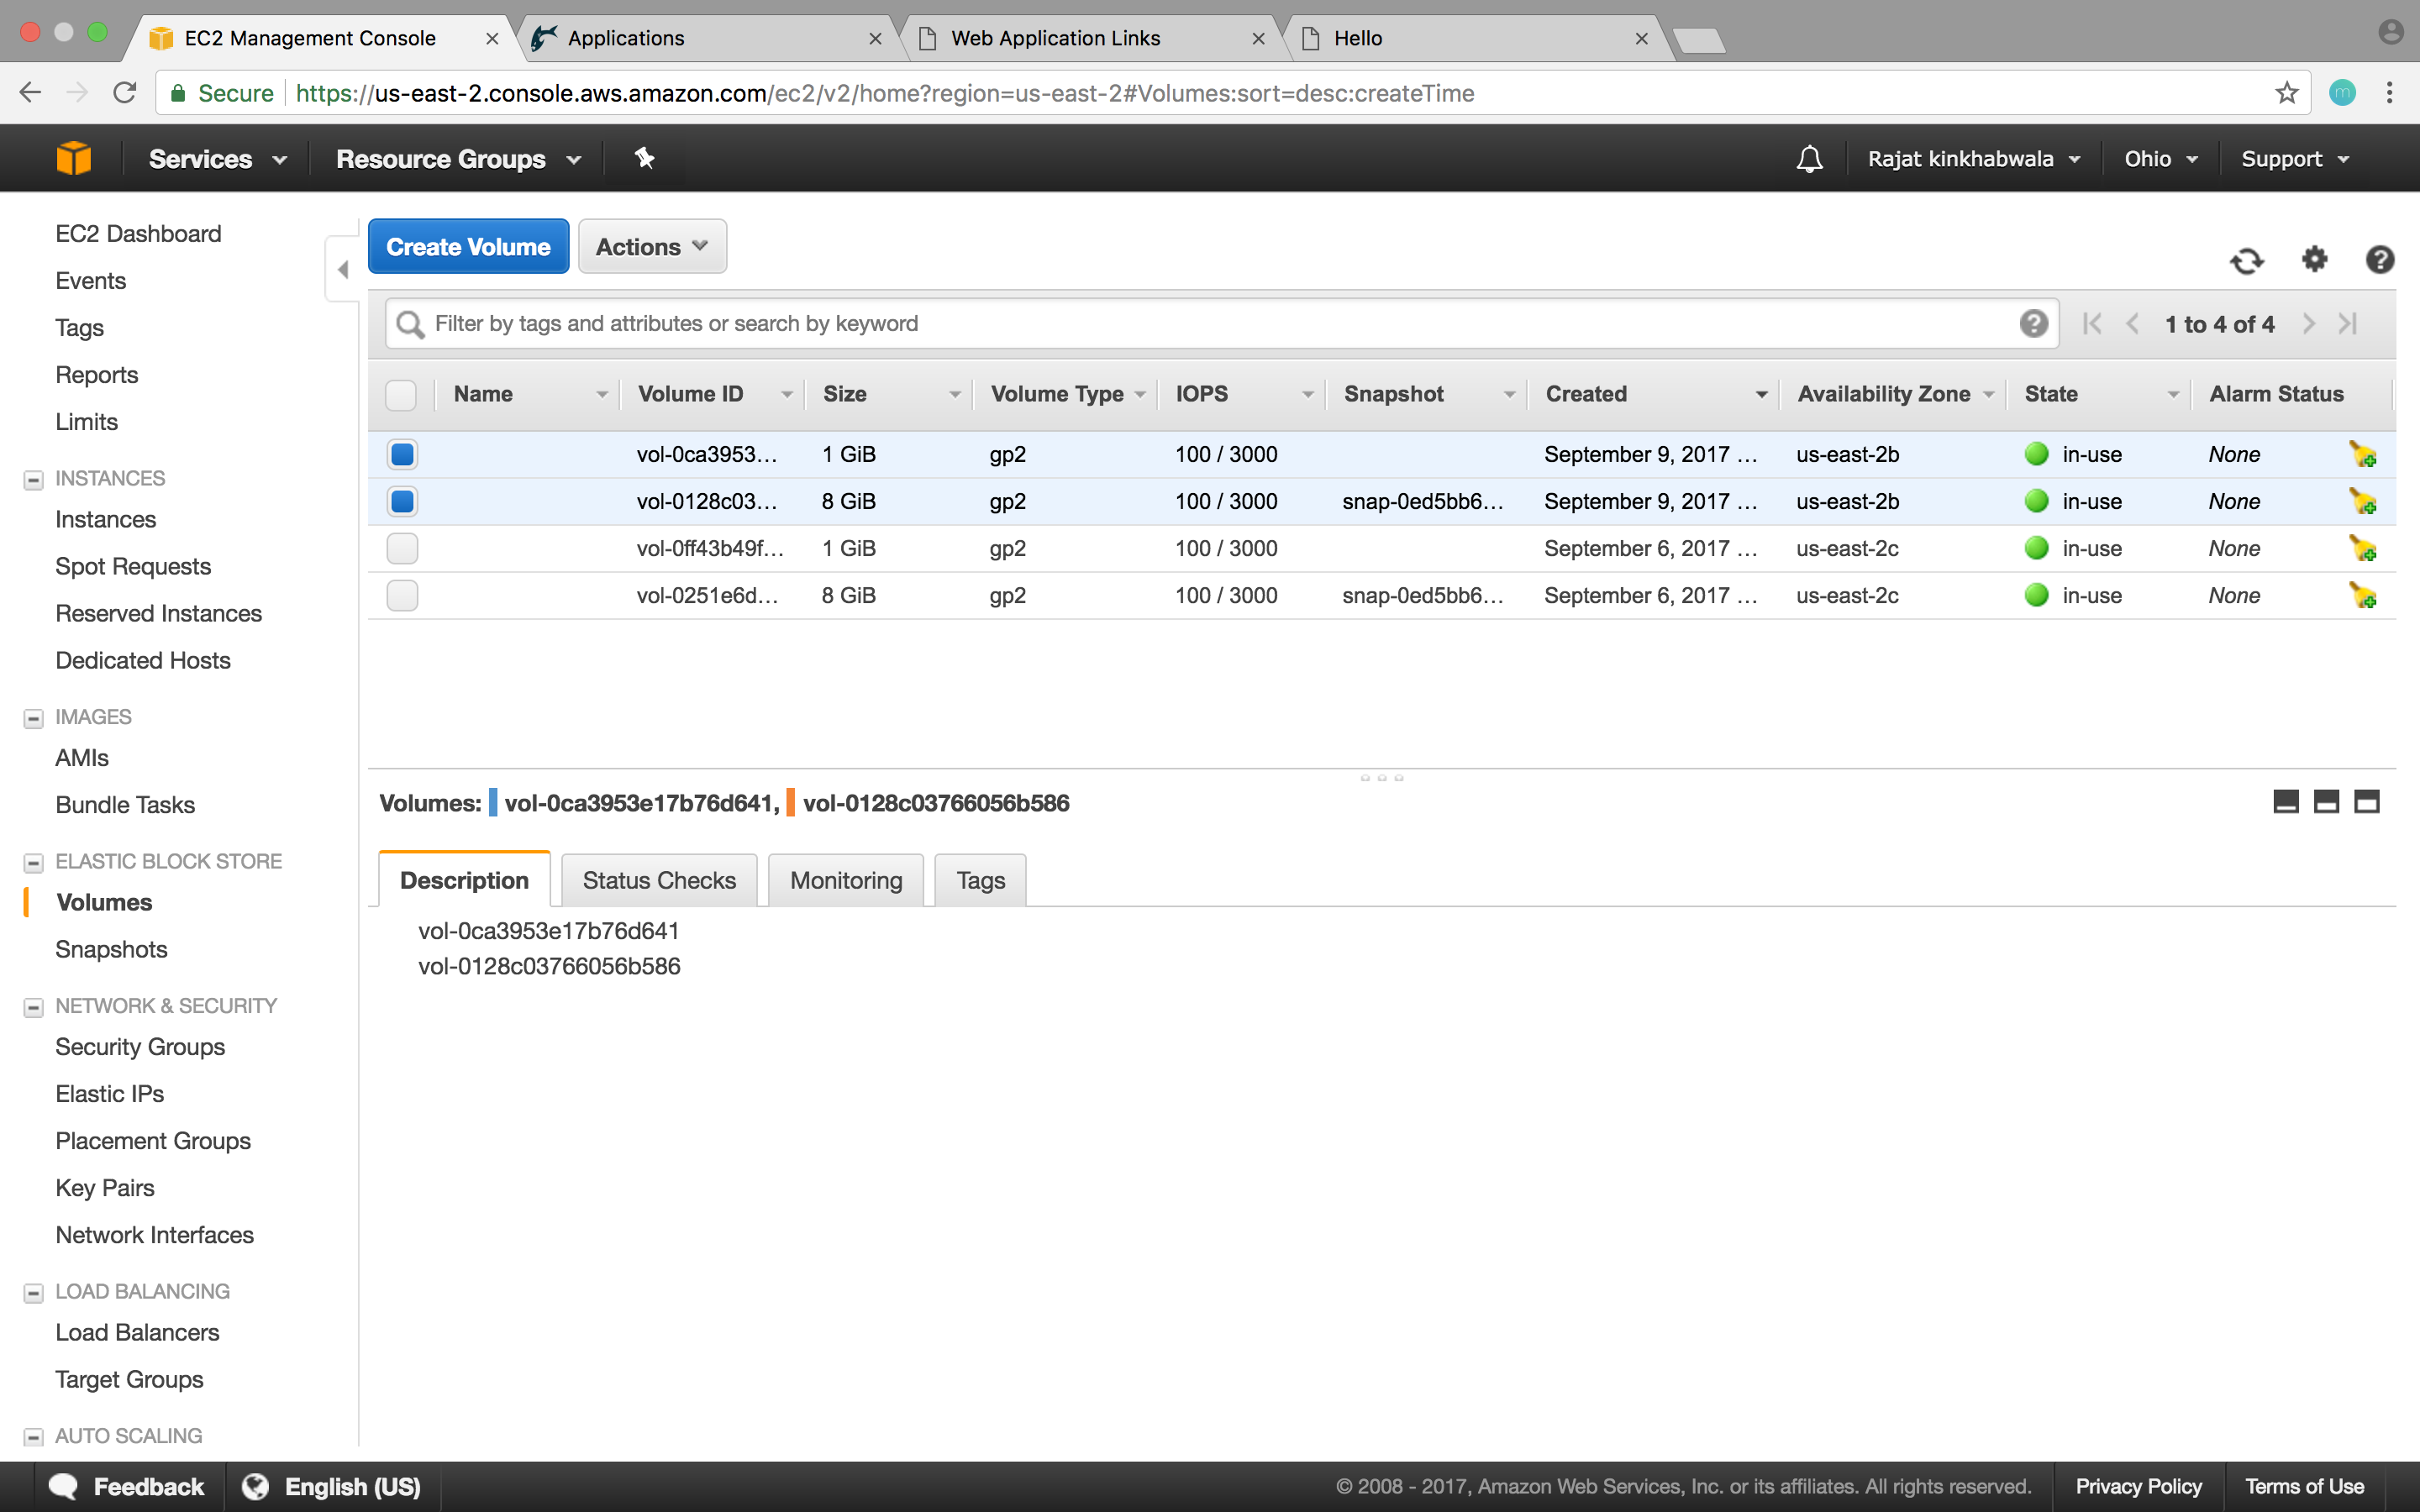 EC2 Management Console
Applications
Web Application Links
Hello
Secure https://us-east-2.console.aws.amazon.com/ec2/v2/home?region=us-east-2#Volumes:sort=desc:createTime
m
Services Resource Groups Rajat kinkhabwala Ohio Support
EC2 Dashboard
Events
Tags
Reports
Limits
INSTANCES
Instances
Spot Requests
Reserved Instances
Dedicated Hosts
IMAGES
AMIs
Bundle Tasks
ELASTIC BLOCK STORE
Volumes
Snapshots
NETWORK & SECURITY
Security Groups
Elastic IPs
Placement Groups
Key Pairs
Network Interfaces
LOAD BALANCING
Load Balancers
Target Groups
AUTO SCALING
Create Volume Actions
Filter by tags and attributes or search by keyword 1 to 4 of 4
Name Volume ID Size Volume Type IOPS Snapshot Created Availability Zone State Alarm Status
vol-0ca3953... 1 GiB gp2 100 / 3000 September 9, 2017 ... us-east-2b in-use None
vol-0128c03... 8 GiB gp2 100 / 3000 snap-0ed5bb6... September 9, 2017 ... us-east-2b in-use None
vol-0ff43b49f... 1 GiB gp2 100 / 3000 September 6, 2017 ... us-east-2c in-use None
vol-0251e6d... 8 GiB gp2 100 / 3000 snap-0ed5bb6... September 6, 2017 ... us-east-2c in-use None
Volumes: vol-0ca3953e17b76d641, vol-0128c03766056b586
Description Status Checks Monitoring Tags
vol-0ca3953e17b76d641
vol-0128c03766056b586
Feedback English (US) © 2008 - 2017, Amazon Web Services, Inc. or its affiliates. All rights reserved. Privacy Policy Terms of Use